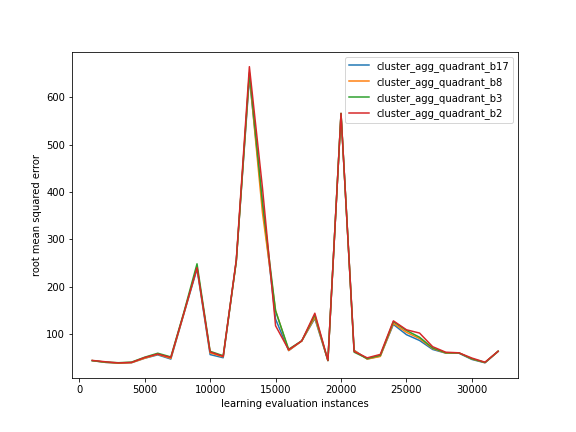 cluster_agg_quadrant_b17
cluster_agg_quadrant_b8
cluster_agg_quadrant_b3
cluster_agg_quadrant_b2
600
500
400
300
200
100
root mean squared error
0 5000 10000 15000 20000 25000 30000
learning evaluation instances